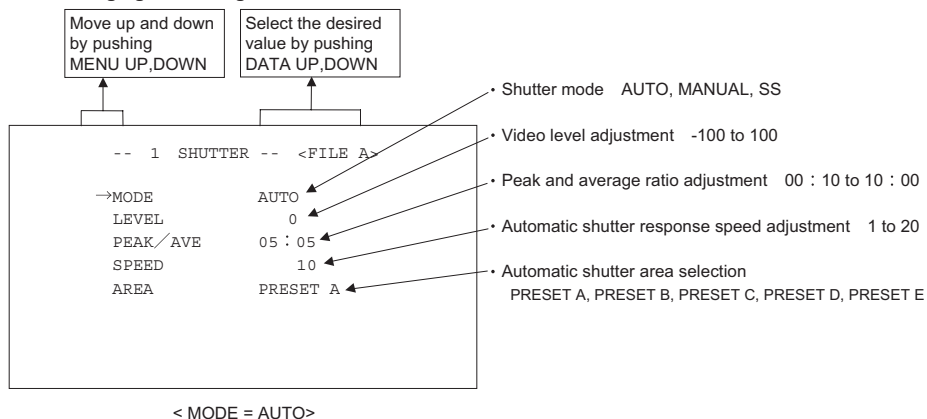 Move up and down
by pushing
MENU UP,DOWN
Select the desired
value by pushing
DATA UP,DOWN
-- 1 SHUTTER -- <FILE A>
→MODE AUTO
LEVEL 0
PEAK/AVE 05:05
SPEED 10
AREA PRESET A
・Shutter mode AUTO, MANUAL, SS
・Video level adjustment -100 to 100
・Peak and average ratio adjustment 00:10 to 10:00
・Automatic shutter response speed adjustment 1 to 20
・Automatic shutter area selection
PRESET A, PRESET B, PRESET C, PRESET D, PRESET E
< MODE = AUTO>